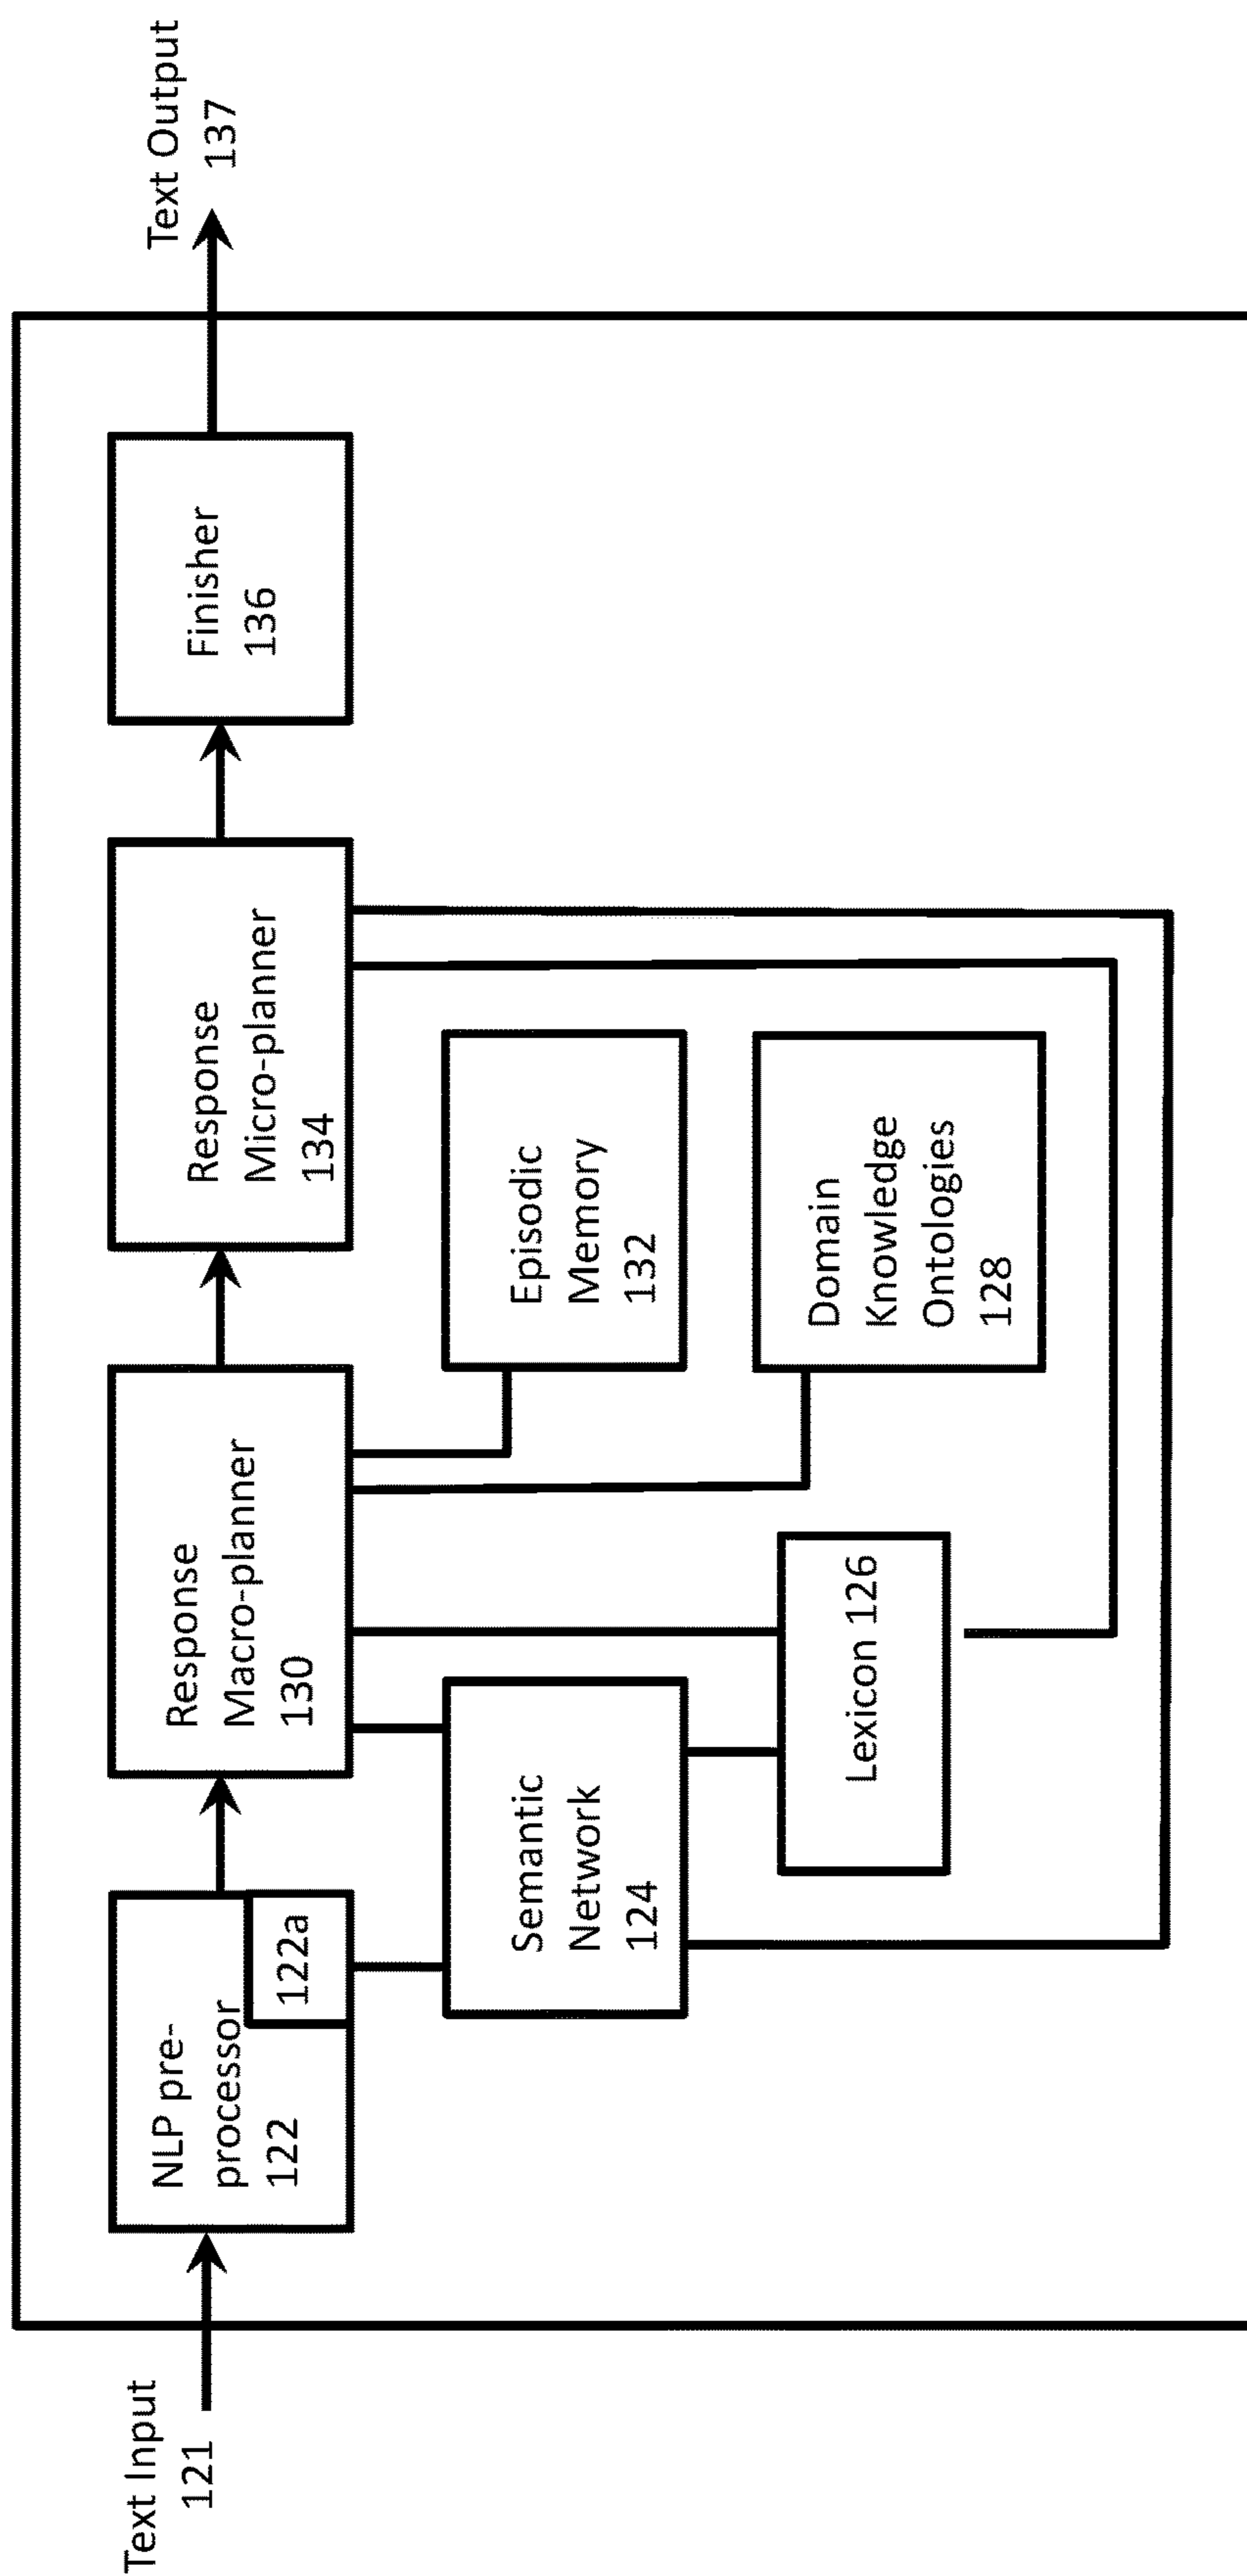 Text Input
121
NLP pre-
processor
122
122a
Response
Macro-planner
130
Response
Micro-planner
134
Finisher
136
Text Output
137
Semantic
Network
124
Episodic
Memory
132
Lexicon 126
Domain
Knowledge
Ontologies
128